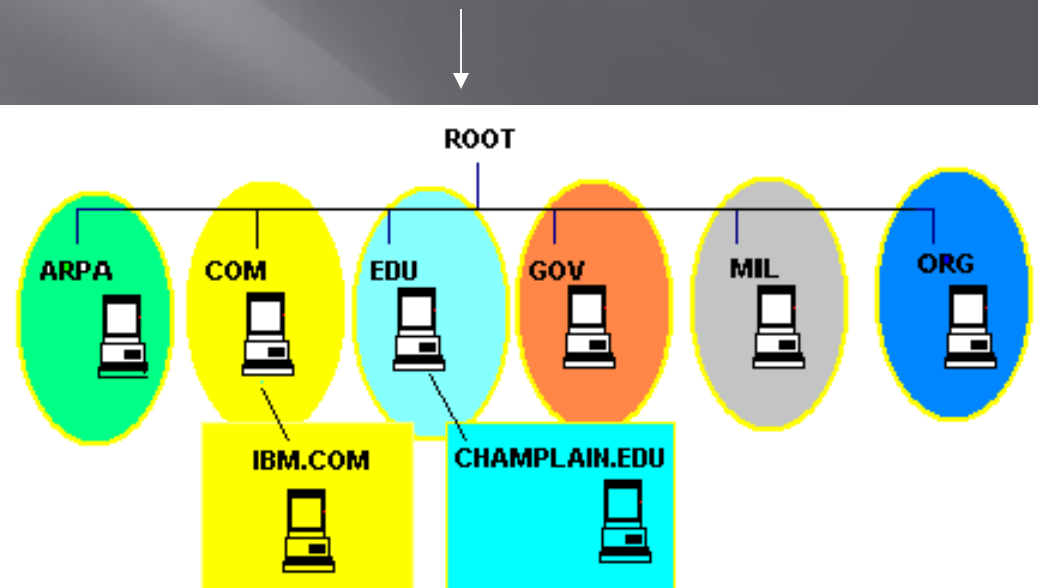 ROOT
ARPA
COM
EDU
GOV
MIL
ORG
IBM.COM
CHAMPLAIN.EDU